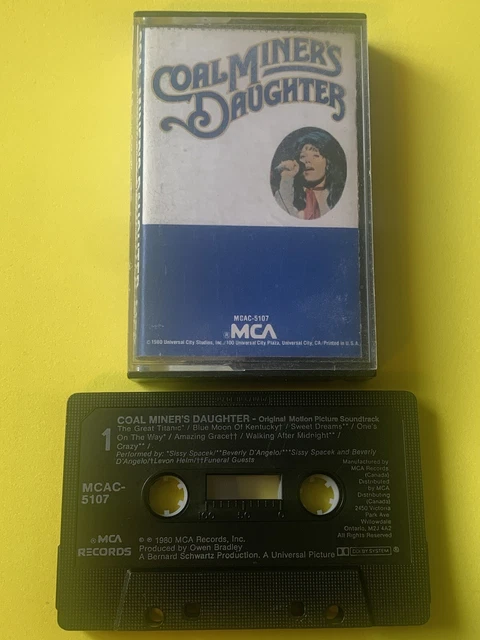 COAL MINER'S
DAUGHTER
MCAC-5107
MCA
© 1980 Universal City Studios, Inc./100 Universal City Plaza, Universal City, CA/Printed in U.S.A.
COAL MINER'S DAUGHTER - Original Motion Picture Soundtrack
1
The Great Titanic* / Blue Moon Of Kentucky† / Sweet Dreams** / One's
On The Way* / Amazing Grace†† / Walking After Midnight** /
Crazy** /
Performed by: *Sissy Spacek/**Beverly D'Angelo/***Sissy Spacek and Beverly
D'Angelo/†Levon Helm/††Funeral Guests
MCAC-
5107
Manufactured by
MCA Records
(Canada)
Distributed
by MCA
Distributing
(Canada)
2450 Victoria
Park Ave.
Willowdale
Ontario, M2J 4A2
All Rights Reserved
100 50 0
MCA
RECORDS
℗ © 1980 MCA Records, Inc.
Produced by Owen Bradley
A Bernard Schwartz Production, A Universal Picture
DOLBY SYSTEM ®